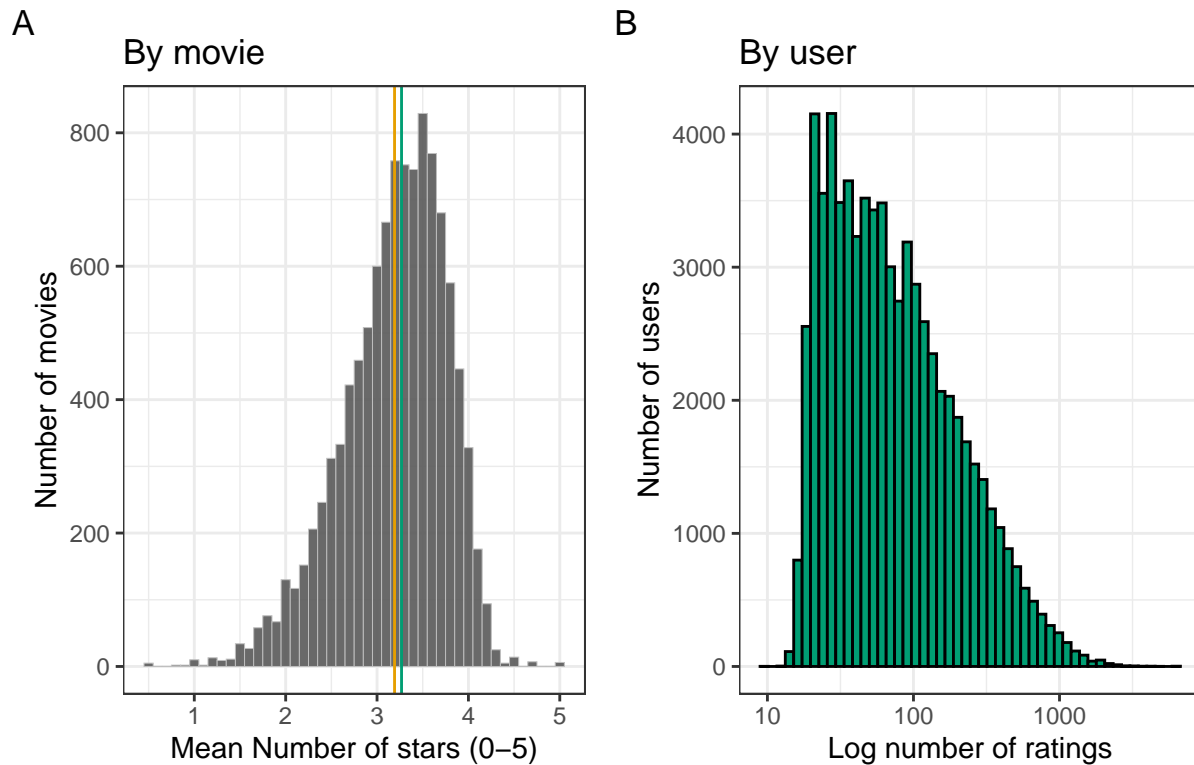 A
By movie
800
600
400
200
0
Number of movies
1 2 3 4 5
Mean Number of stars (0−5)
B
By user
4000
3000
2000
1000
0
Number of users
10 100 1000
Log number of ratings